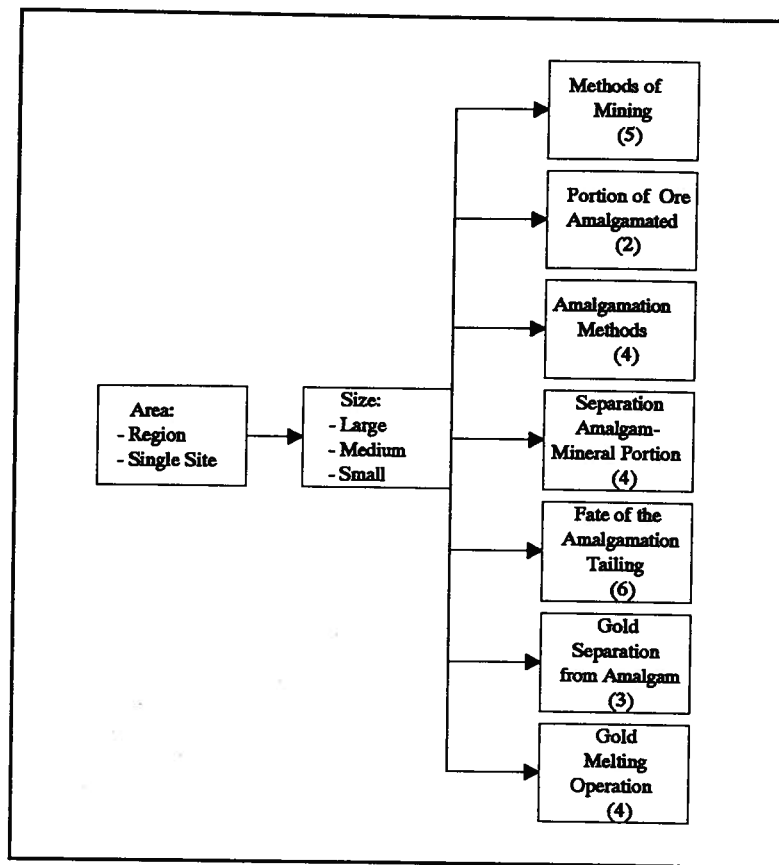 Area:
- Region
- Single Site
Size:
- Large
- Medium
- Small
Methods of
Mining
(5)
Portion of Ore
Amalgamated
(2)
Amalgamation
Methods
(4)
Separation
Amalgam-
Mineral Portion
(4)
Fate of the
Amalgamation
Tailing
(6)
Gold
Separation
from Amalgam
(3)
Gold
Melting
Operation
(4)